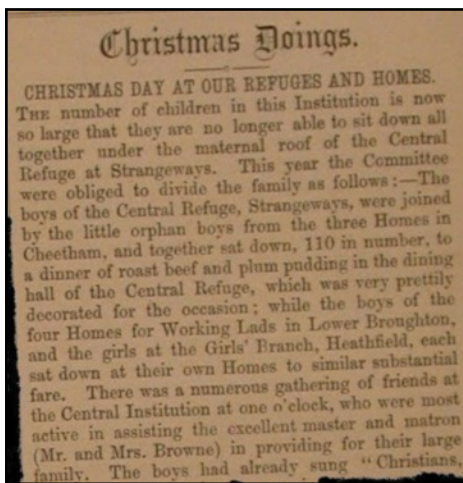 Christmas Doings.
CHRISTMAS DAY AT OUR REFUGES AND HOMES.
THE number of children in this Institution is now
so large that they are no longer able to sit down all
together under the maternal roof of the Central
Refuge at Strangeways. This year the Committee
were obliged to divide the family as follows:—The
boys of the Central Refuge, Strangeways, were joined
by the little orphan boys from the three Homes in
Cheetham, and together sat down, 110 in number, to
a dinner of roast beef and plum pudding in the dining
hall of the Central Refuge, which was very prettily
decorated for the occasion; while the boys of the
four Homes for Working Lads in Lower Broughton,
and the girls at the Girls' Branch, Heathfield, each
sat down at their own Homes to similar substantial
fare. There was a numerous gathering of friends at
the Central Institution at one o'clock, who were most
active in assisting the excellent master and matron
(Mr. and Mrs. Browne) in providing for their large
family. The boys had already sung "Christians,